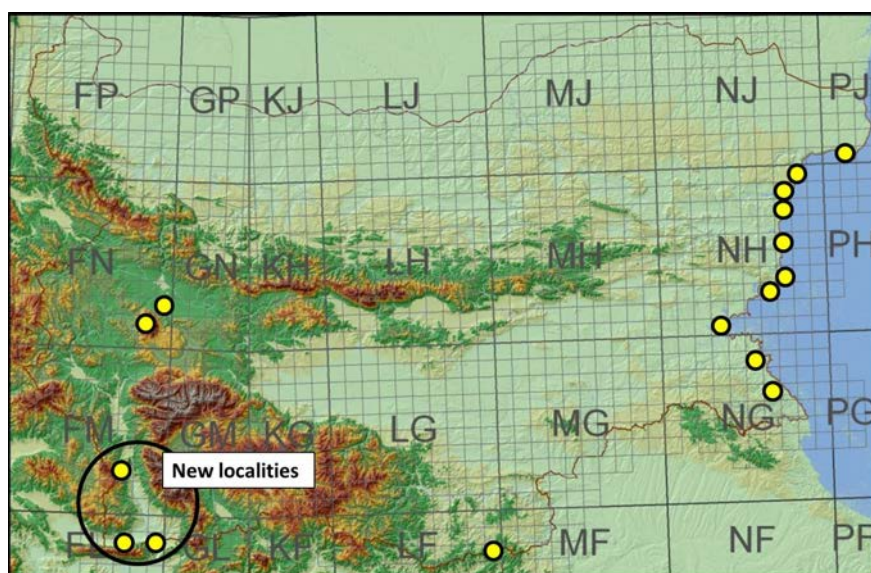 FP GP KJ LJ MJ NJ PJ
FN GN KH LH MH NH PH
FM GM KG LG MG NG PG
New localities
FL GL KF LF MF NF PF